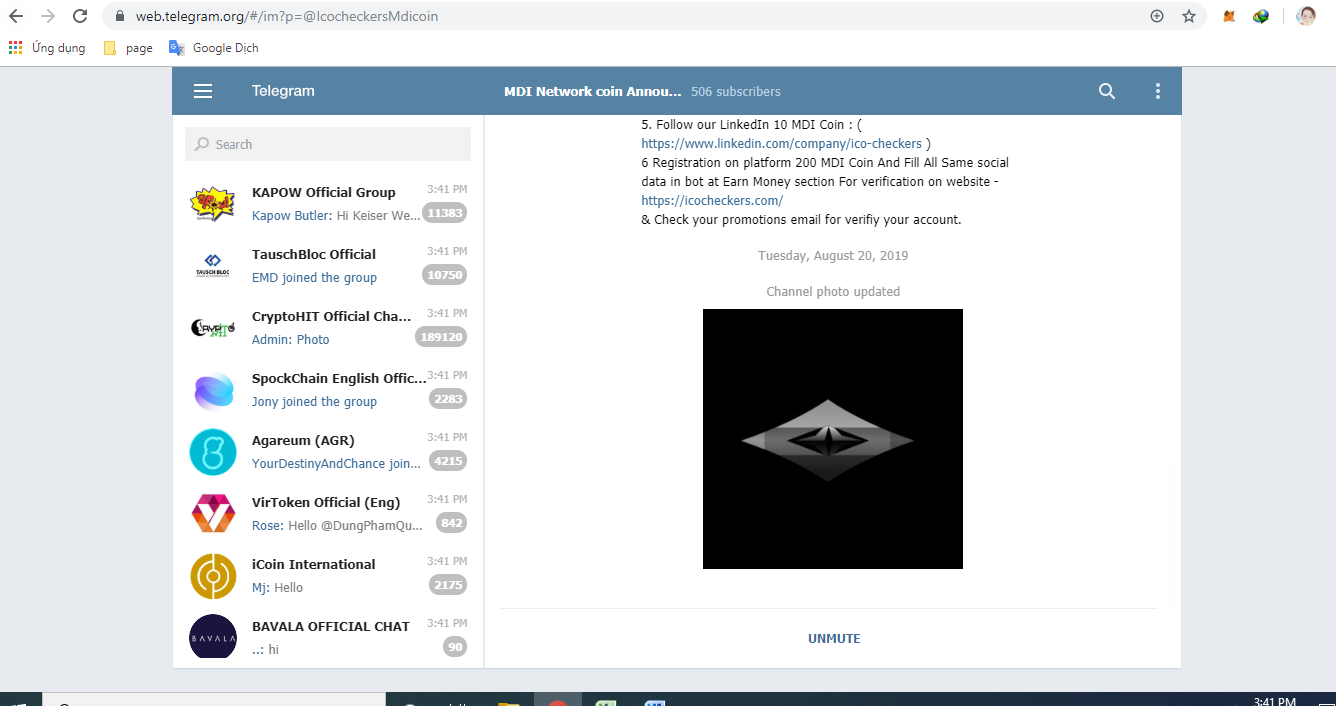 web.telegram.org/#/im?p=@IcocheckersMdicoin
Ứng dụng
page
Google Dịch
Telegram
MDI Network coin Annou... 506 subscribers
Search
KAPOW Official Group 3:41 PM
Kapow Butler: Hi Keiser We... 11383
TauschBloc Official 3:41 PM
EMD joined the group 10750
TAUSCH BLOC
CryptoHIT Official Cha... 3:41 PM
Admin: Photo 189120
SpockChain English Offic... 3:41 PM
Jony joined the group 2283
Agareum (AGR) 3:41 PM
YourDestinyAndChance join... 4215
VirToken Official (Eng) 3:41 PM
Rose: Hello @DungPhamQu... 842
iCoin International 3:41 PM
Mj: Hello 2175
BAVALA OFFICIAL CHAT 3:41 PM
..: hi 90
BAVALA
5. Follow our LinkedIn 10 MDI Coin : (
https://www.linkedin.com/company/ico-checkers )
6 Registration on platform 200 MDI Coin And Fill All Same social
data in bot at Earn Money section For verification on website -
https://icocheckers.com/
& Check your promotions email for verifiy your account.
Tuesday, August 20, 2019
Channel photo updated
UNMUTE
3:41 PM